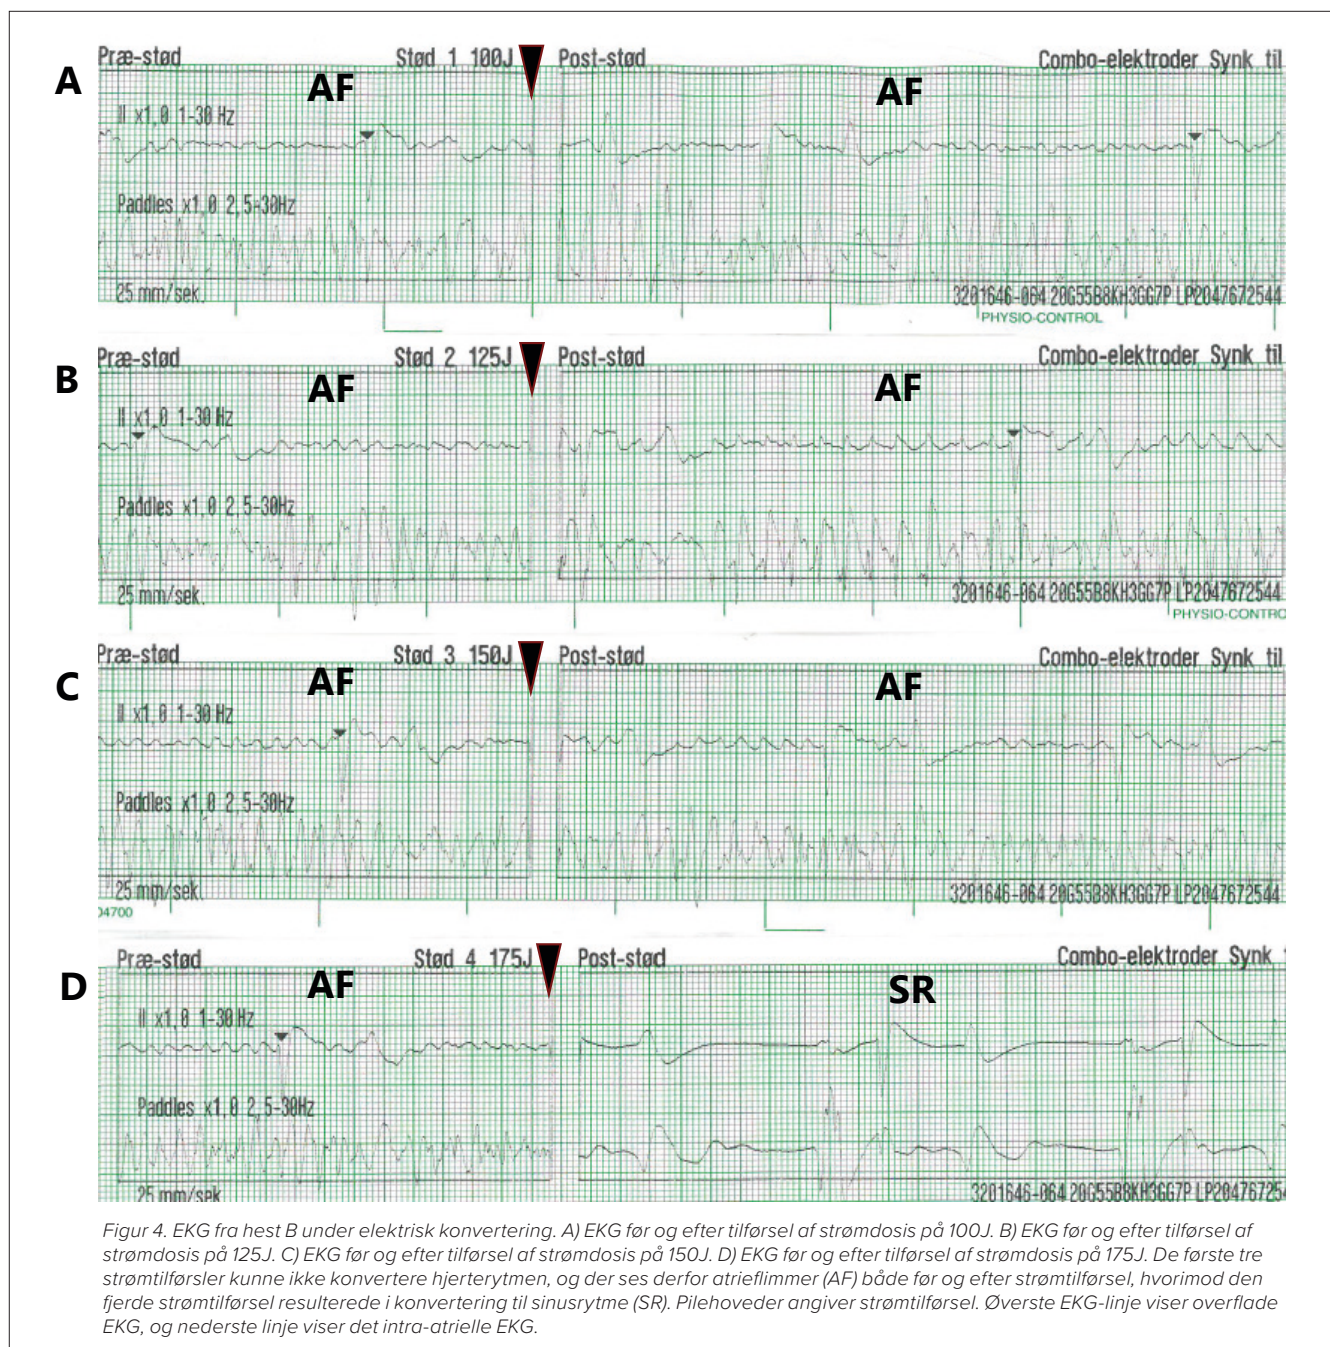 A
Præ-stød Stød 1 100J Post-stød Combo-elektroder Synk til
AF AF
II x1,0 1-30 Hz
Paddles x1,0 2,5-30Hz
25 mm/sek. 3201646-064 20G55B8KH3GG7P LP2047672544
PHYSIO-CONTROL
B
Præ-stød Stød 2 125J Post-stød Combo-elektroder Synk til
AF AF
II x1,0 1-30 Hz
Paddles x1,0 2,5-30Hz
25 mm/sek. 3201646-064 20G55B8KH3GG7P LP2047672544
PHYSIO-CONTRO
C
Præ-stød Stød 3 150J Post-stød Combo-elektroder Synk til
AF AF
II x1,0 1-30 Hz
Paddles x1,0 2,5-30Hz
25 mm/sek. 3201646-064 20G55B8KH3GG7P LP2047672544
04700
D
Præ-stød Stød 4 175J Post-stød Combo-elektroder Synk
AF SR
II x1,0 1-30 Hz
Paddles x1,0 2,5-30Hz
25 mm/sek. 3201646-064 20G55B8KH3GG7P LP204767254
Figur 4. EKG fra hest B under elektrisk konvertering. A) EKG før og efter tilførsel af strømdosis på 100J. B) EKG før og efter tilførsel af
strømdosis på 125J. C) EKG før og efter tilførsel af strømdosis på 150J. D) EKG før og efter tilførsel af strømdosis på 175J. De første tre
strømtilførsler kunne ikke konvertere hjerterytmen, og der ses derfor atrieflimmer (AF) både før og efter strømtilførsel, hvorimod den
fjerde strømtilførsel resulterede i konvertering til sinusrytme (SR). Pilehoveder angiver strømtilførsel. Øverste EKG-linje viser overflade
EKG, og nederste linje viser det intra-atrielle EKG.